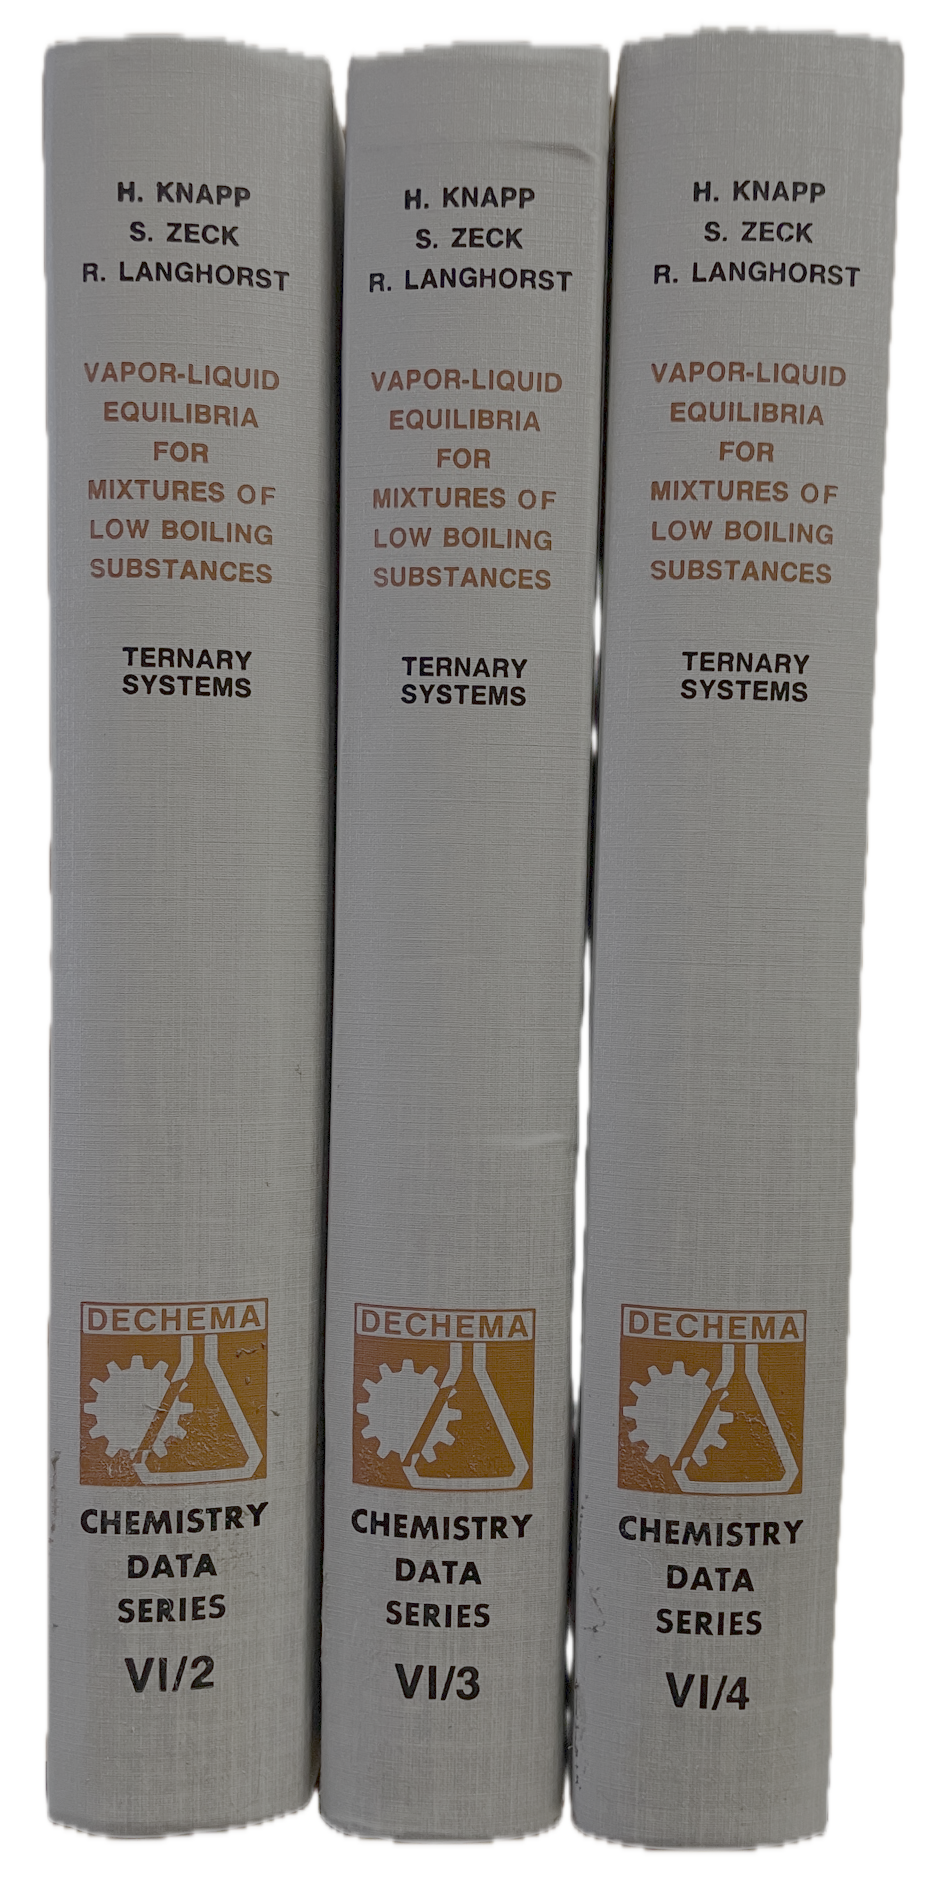 H. KNAPP
S. ZECK
R. LANGHORST
VAPOR-LIQUID
EQUILIBRIA
FOR
MIXTURES OF
LOW BOILING
SUBSTANCES
TERNARY
SYSTEMS
DECHEMA
CHEMISTRY
DATA
SERIES
VI/2
H. KNAPP
S. ZECK
R. LANGHORST
VAPOR-LIQUID
EQUILIBRIA
FOR
MIXTURES OF
LOW BOILING
SUBSTANCES
TERNARY
SYSTEMS
DECHEMA
CHEMISTRY
DATA
SERIES
VI/3
H. KNAPP
S. ZECK
R. LANGHORST
VAPOR-LIQUID
EQUILIBRIA
FOR
MIXTURES OF
LOW BOILING
SUBSTANCES
TERNARY
SYSTEMS
DECHEMA
CHEMISTRY
DATA
SERIES
VI/4